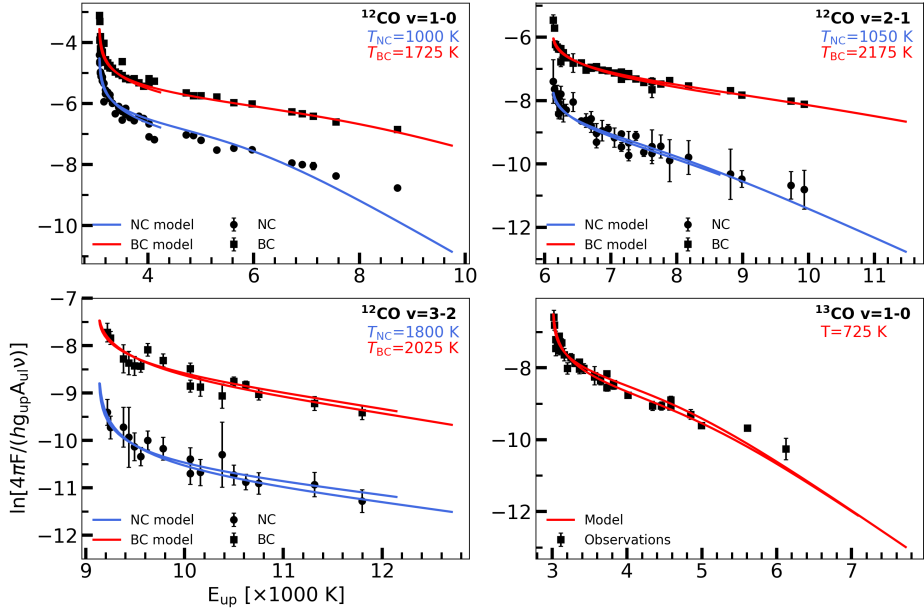 ¹²CO v=1-0
T_NC=1000 K
T_BC=1725 K
−4
−6
−8
−10
NC model
BC model
NC
BC
4
6
8
10
¹²CO v=2-1
T_NC=1050 K
T_BC=2175 K
−6
−8
−10
−12
NC model
BC model
NC
BC
6
7
8
9
10
11
¹²CO v=3-2
T_NC=1800 K
T_BC=2025 K
−7
−8
−9
−10
−11
−12
NC model
BC model
NC
BC
9
10
11
12
ln[4πF/(hg_upA_ulν)]
E_up [×1000 K]
¹³CO v=1-0
T=725 K
−8
−10
−12
Model
Observations
3
4
5
6
7